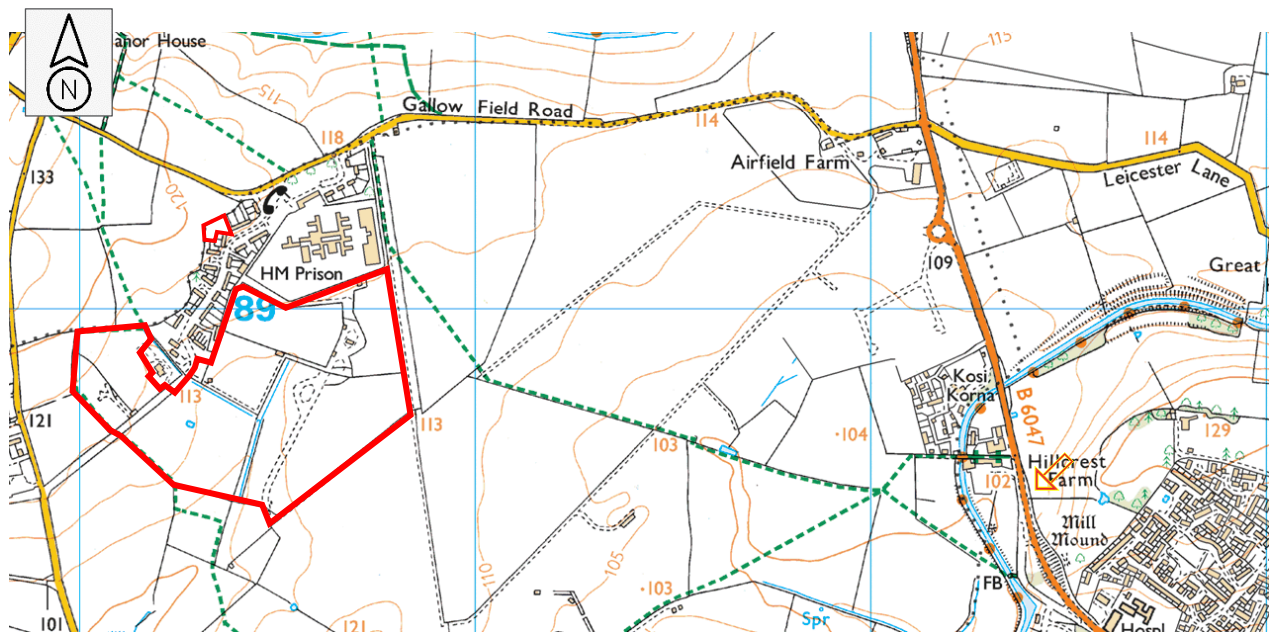 anor House
N
115
118
Gallow Field Road
114
115
114
Leicester Lane
Airfield Farm
133
120
HM Prison
109
Great
89
113
121
113
103
104
Kosi
Korna
B 6047
129
Hillcrest
Farm
102
Mill
Mound
110
105
103
FB
P
Spr
101
121
Hospl